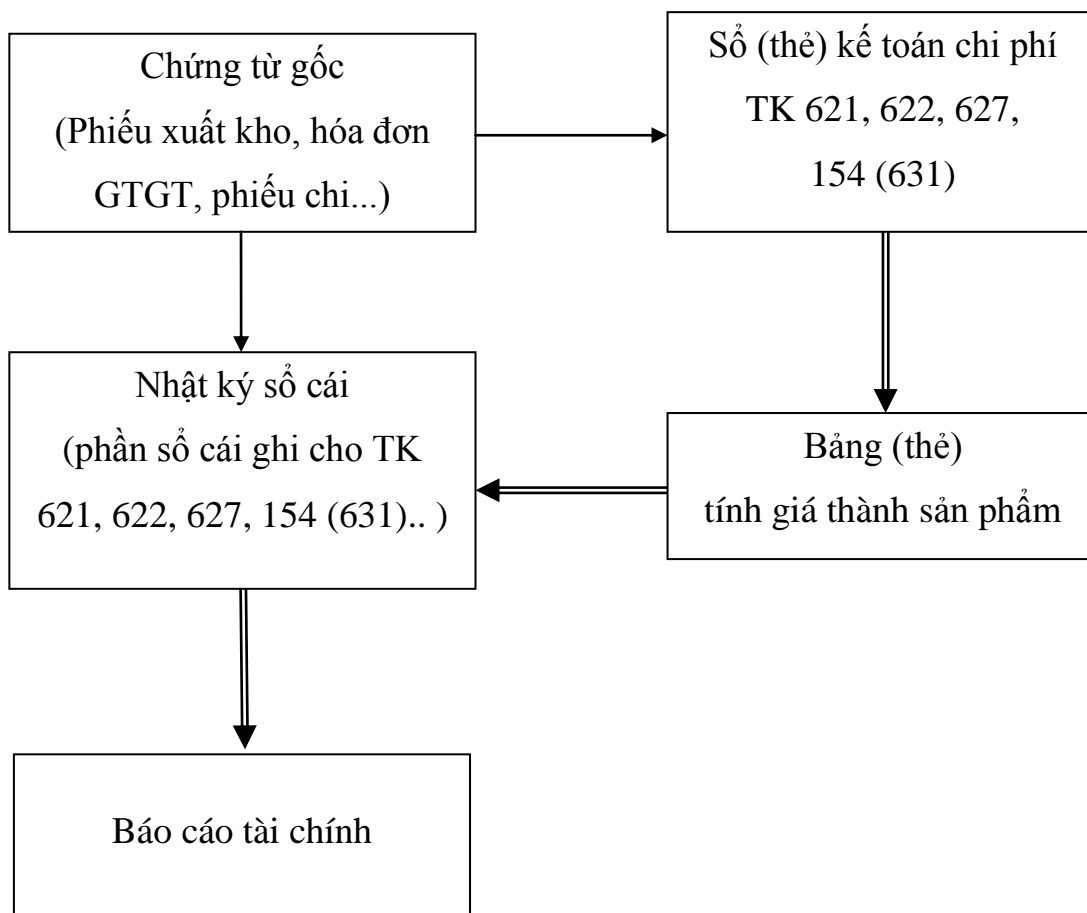 Chứng từ gốc
(Phiếu xuất kho, hóa đơn
GTGT, phiếu chi...)
Sổ (thẻ) kế toán chi phí
TK 621, 622, 627,
154 (631)
Nhật ký sổ cái
(phần sổ cái ghi cho TK
621, 622, 627, 154 (631).. )
Bảng (thẻ)
tính giá thành sản phẩm
Báo cáo tài chính